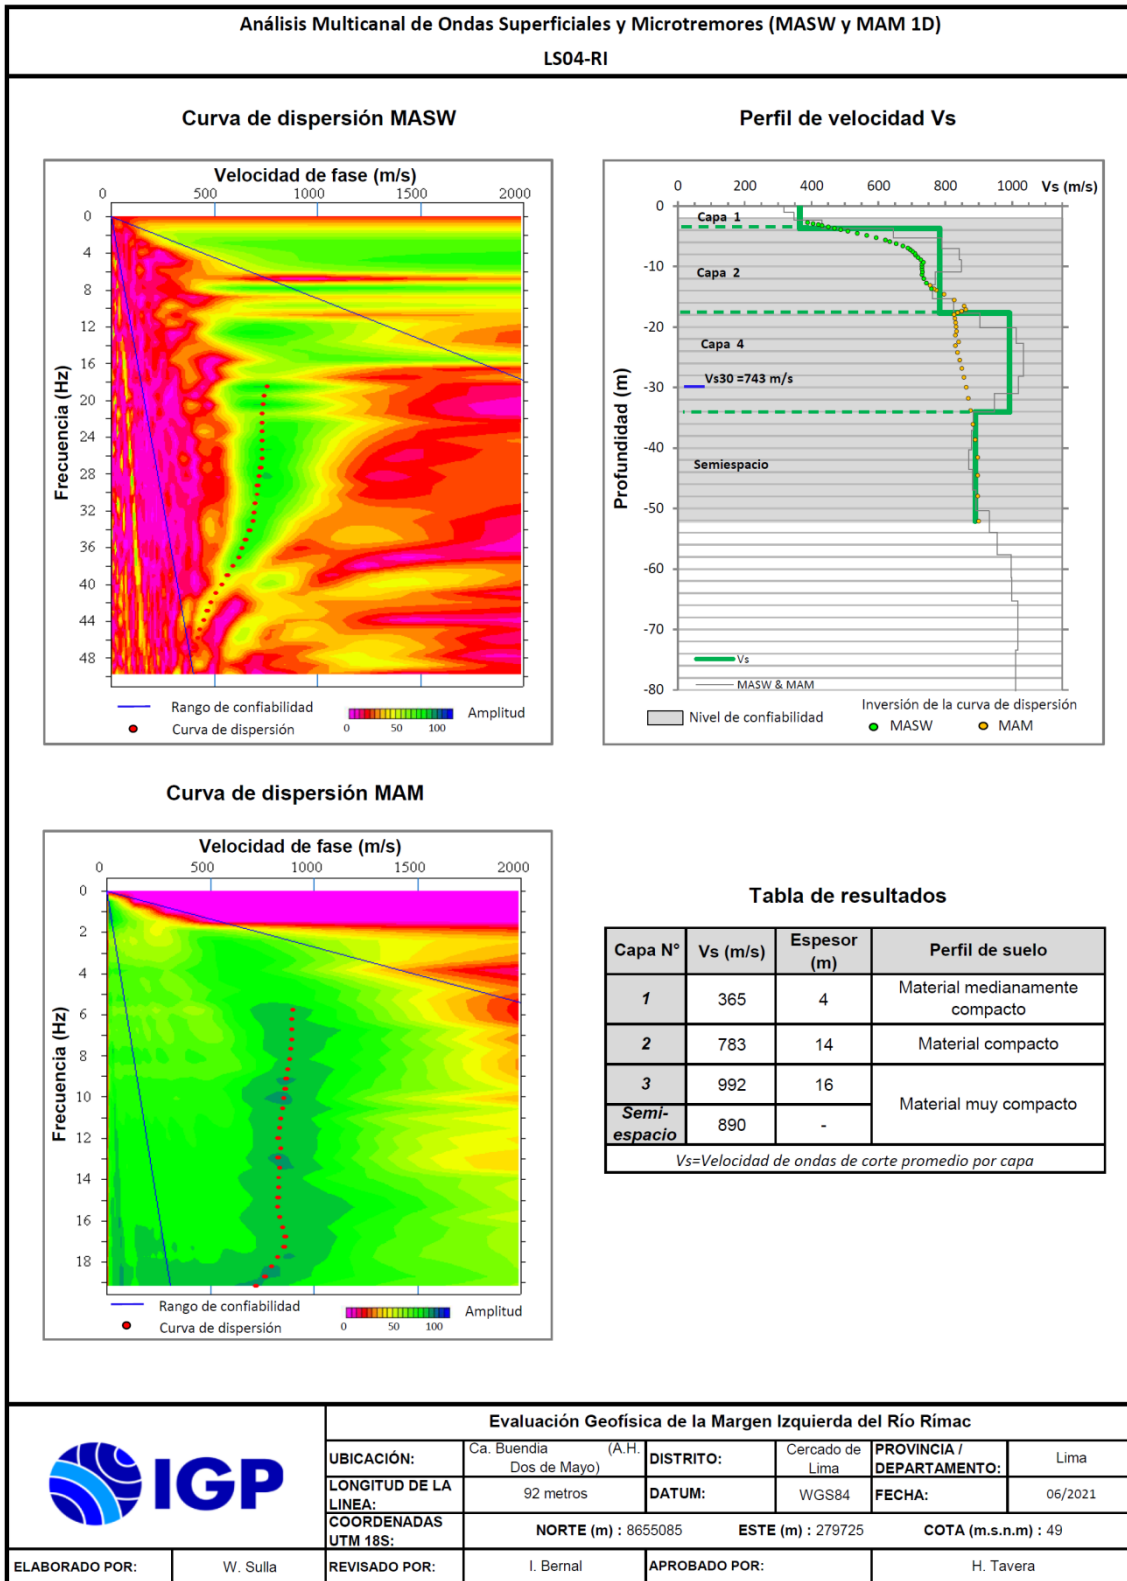 Análisis Multicanal de Ondas Superficiales y Microtremores (MASW y MAM 1D)
LS04-RI
Curva de dispersión MASW
Velocidad de fase (m/s)
0 500 1000 2000
Frecuencia (Hz)
0
4
8
12
16
20
24
28
32
36
40
44
48
Rango de confiabilidad
Curva de dispersión
0 50 100
Amplitud
Perfil de velocidad Vs
0 200 400 600 800 1000 Vs (m/s)
Profundidad (m)
0
-10
-20
-30
-40
-50
-60
-70
-80
Capa 1
Capa 2
Capa 4
Vs30 =743 m/s
Semiespacio
Vs
MASW & MAM
Nivel de confiabilidad
Inversión de la curva de dispersión
MASW MAM
Curva de dispersión MAM
Velocidad de fase (m/s)
0 500 1000 1500 2000
Frecuencia (Hz)
0
2
4
6
8
10
12
14
16
18
Rango de confiabilidad
Curva de dispersión
0 50 100
Amplitud
Tabla de resultados
Capa N° Vs (m/s) Espesor (m) Perfil de suelo
1 365 4 Material medianamente compacto
2 783 14 Material compacto
3 992 16 Material muy compacto
Semi-espacio 890 -
Vs=Velocidad de ondas de corte promedio por capa
IGP
Evaluación Geofísica de la Margen Izquierda del Río Rímac
UBICACIÓN: Ca. Buendia (A.H. Dos de Mayo) DISTRITO: Cercado de Lima PROVINCIA / DEPARTAMENTO: Lima
LONGITUD DE LA LINEA: 92 metros DATUM: WGS84 FECHA: 06/2021
COORDENADAS UTM 18S: NORTE (m) : 8655085 ESTE (m) : 279725 COTA (m.s.n.m) : 49
ELABORADO POR: W. Sulla REVISADO POR: I. Bernal APROBADO POR: H. Tavera